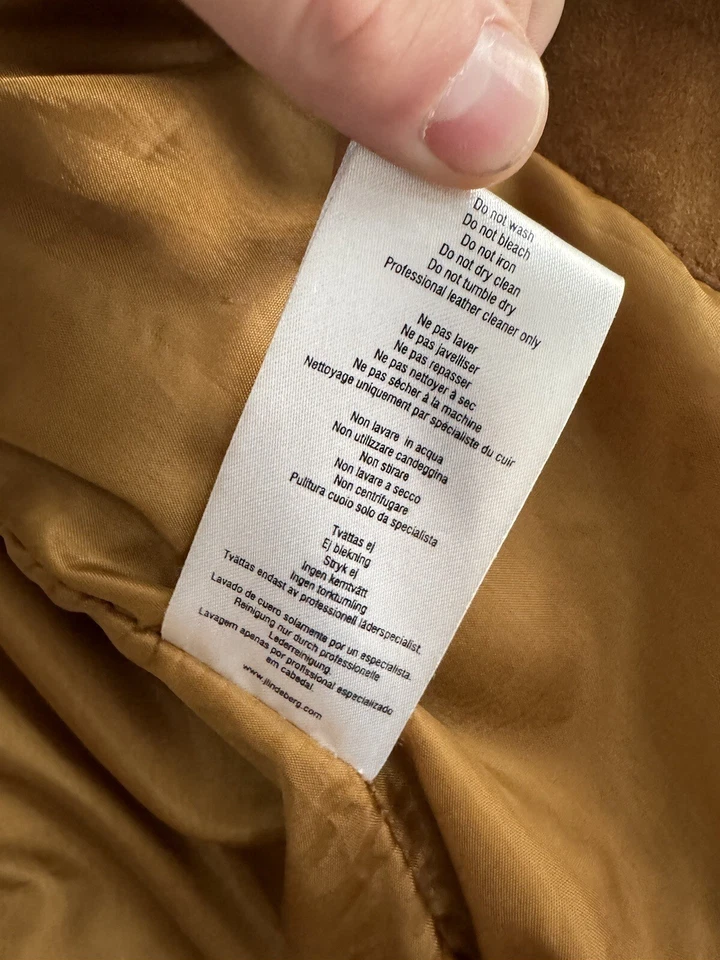 Do not wash
Do not bleach
Do not iron
Do not dry clean
Do not tumble dry
Professional leather cleaner only
Ne pas laver
Ne pas javelliser
Ne pas repasser
Ne pas nettoyer à sec
Ne pas sécher à la machine
Nettoyage uniquement par spécialiste du cuir
Non lavare in acqua
Non utilizzare candeggina
Non stirare
Non lavare a secco
Non centrifugare
Pulitura cuoio solo da specialista
Tvättas ej
Ej blekning
Stryk ej
Ingen kemtvätt
Ingen torktumling
Tvättas endast av professionell läderspecialist.
Lavado de cuero solamente por un especialista.
Reinigung nur durch professionelle
Lederreinigung.
Lavagem apenas por profissional especializado
em cabedal.
www.jlindeberg.com